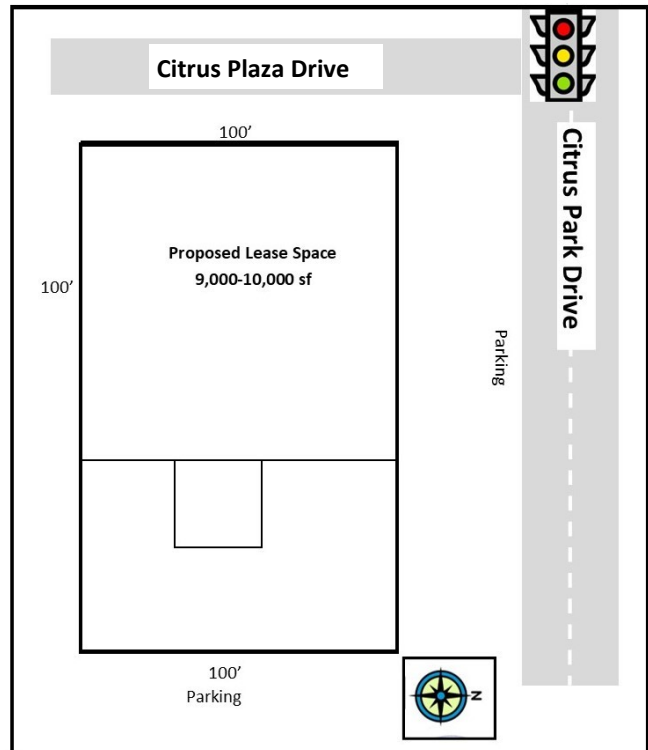 Citrus Plaza Drive
100’
Proposed Lease Space
9,000-10,000 sf
100’
Citrus Park Drive
Parking
100’
Parking
N